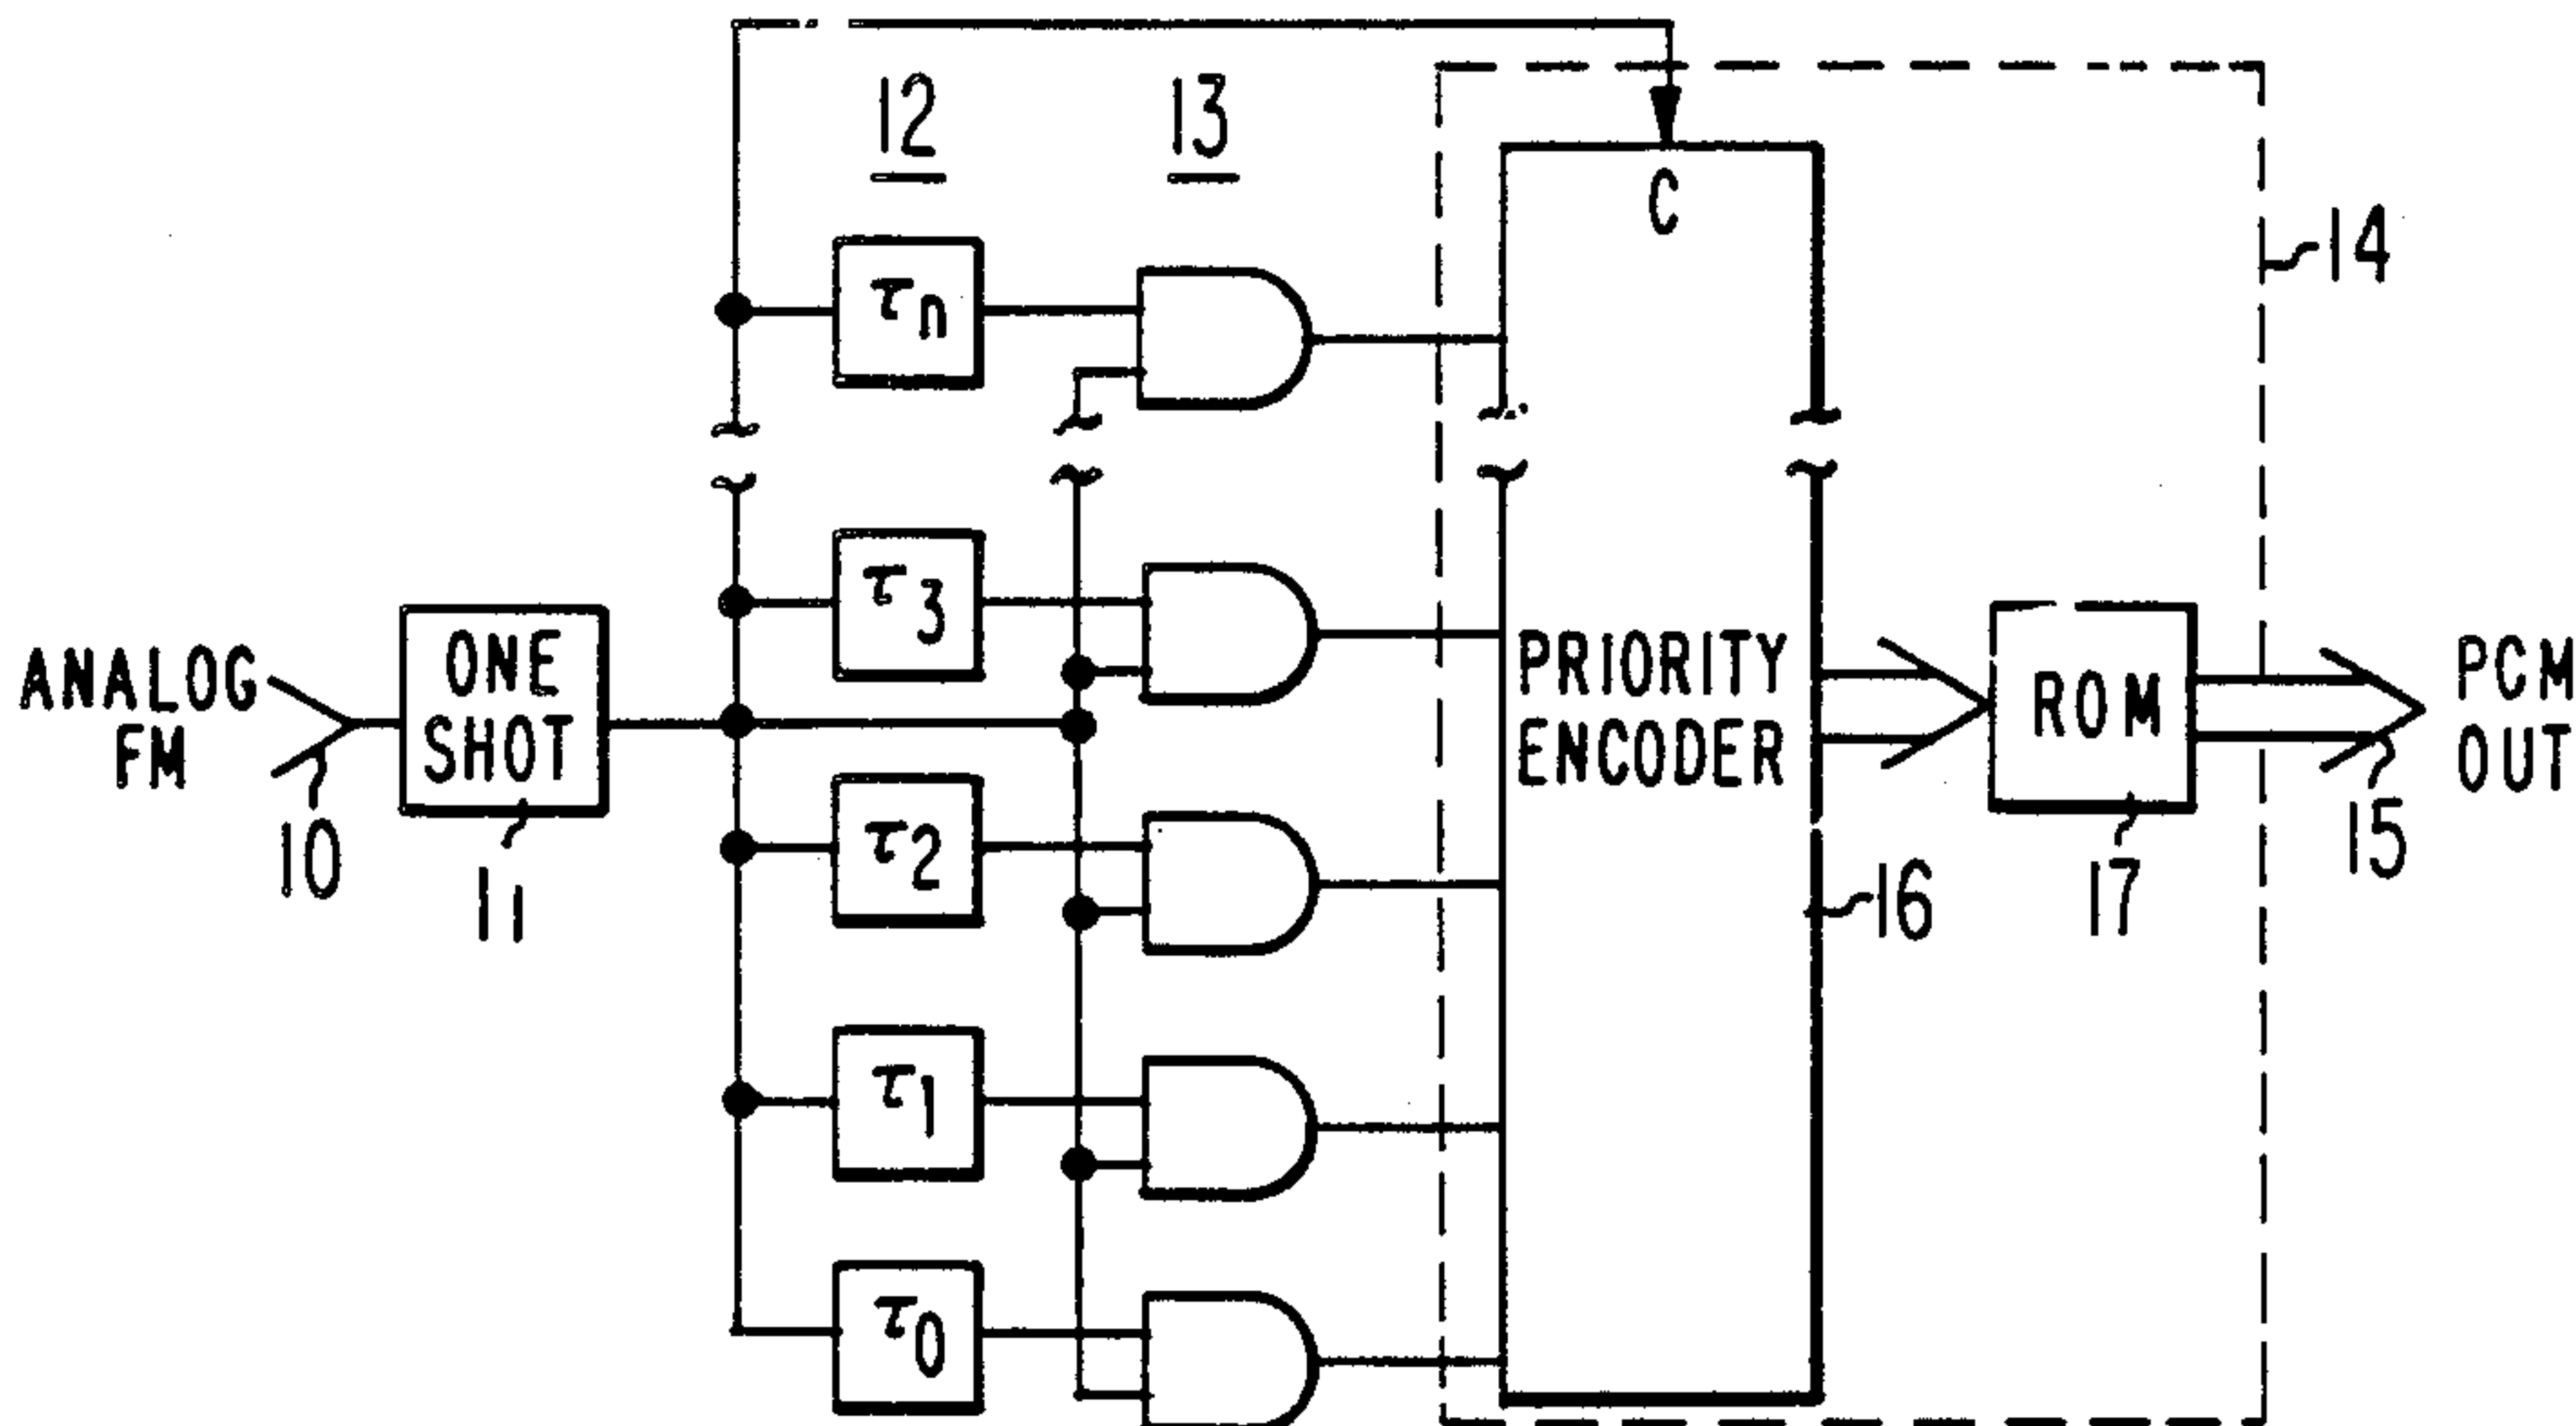 12
13
C
14
τn
τ3
ANALOG
FM
ONE
SHOT
PRIORITY
ENCODER
ROM
PCM
OUT
10
11
τ2
16
17
15
τ1
τ0